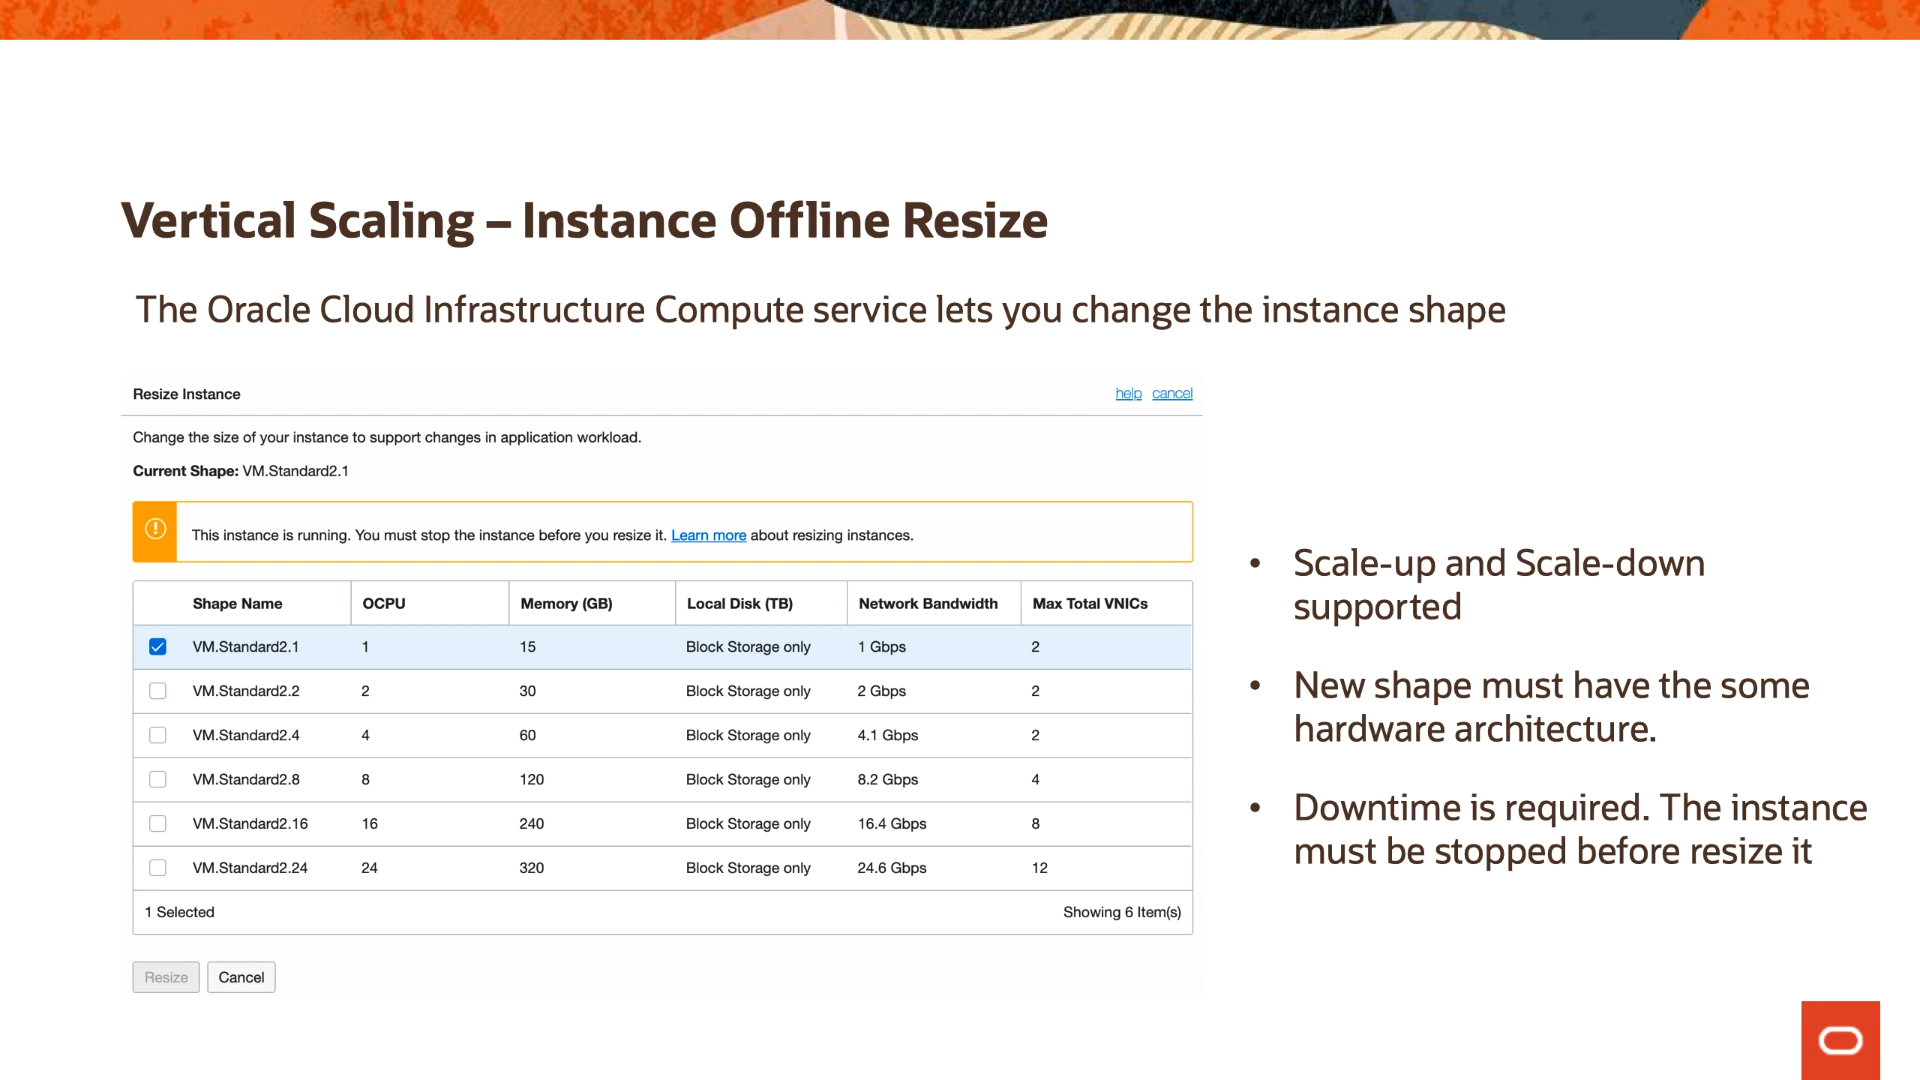 Vertical Scaling – Instance Offline Resize
The Oracle Cloud Infrastructure Compute service lets you change the instance shape
Resize Instance help cancel
Change the size of your instance to support changes in application workload.
Current Shape: VM.Standard2.1
This instance is running. You must stop the instance before you resize it. Learn more about resizing instances.
Shape Name OCPU Memory (GB) Local Disk (TB) Network Bandwidth Max Total VNICs
VM.Standard2.1 1 15 Block Storage only 1 Gbps 2
VM.Standard2.2 2 30 Block Storage only 2 Gbps 2
VM.Standard2.4 4 60 Block Storage only 4.1 Gbps 2
VM.Standard2.8 8 120 Block Storage only 8.2 Gbps 4
VM.Standard2.16 16 240 Block Storage only 16.4 Gbps 8
VM.Standard2.24 24 320 Block Storage only 24.6 Gbps 12
1 Selected Showing 6 Item(s)
Resize Cancel
• Scale-up and Scale-down
supported
• New shape must have the some
hardware architecture.
• Downtime is required. The instance
must be stopped before resize it